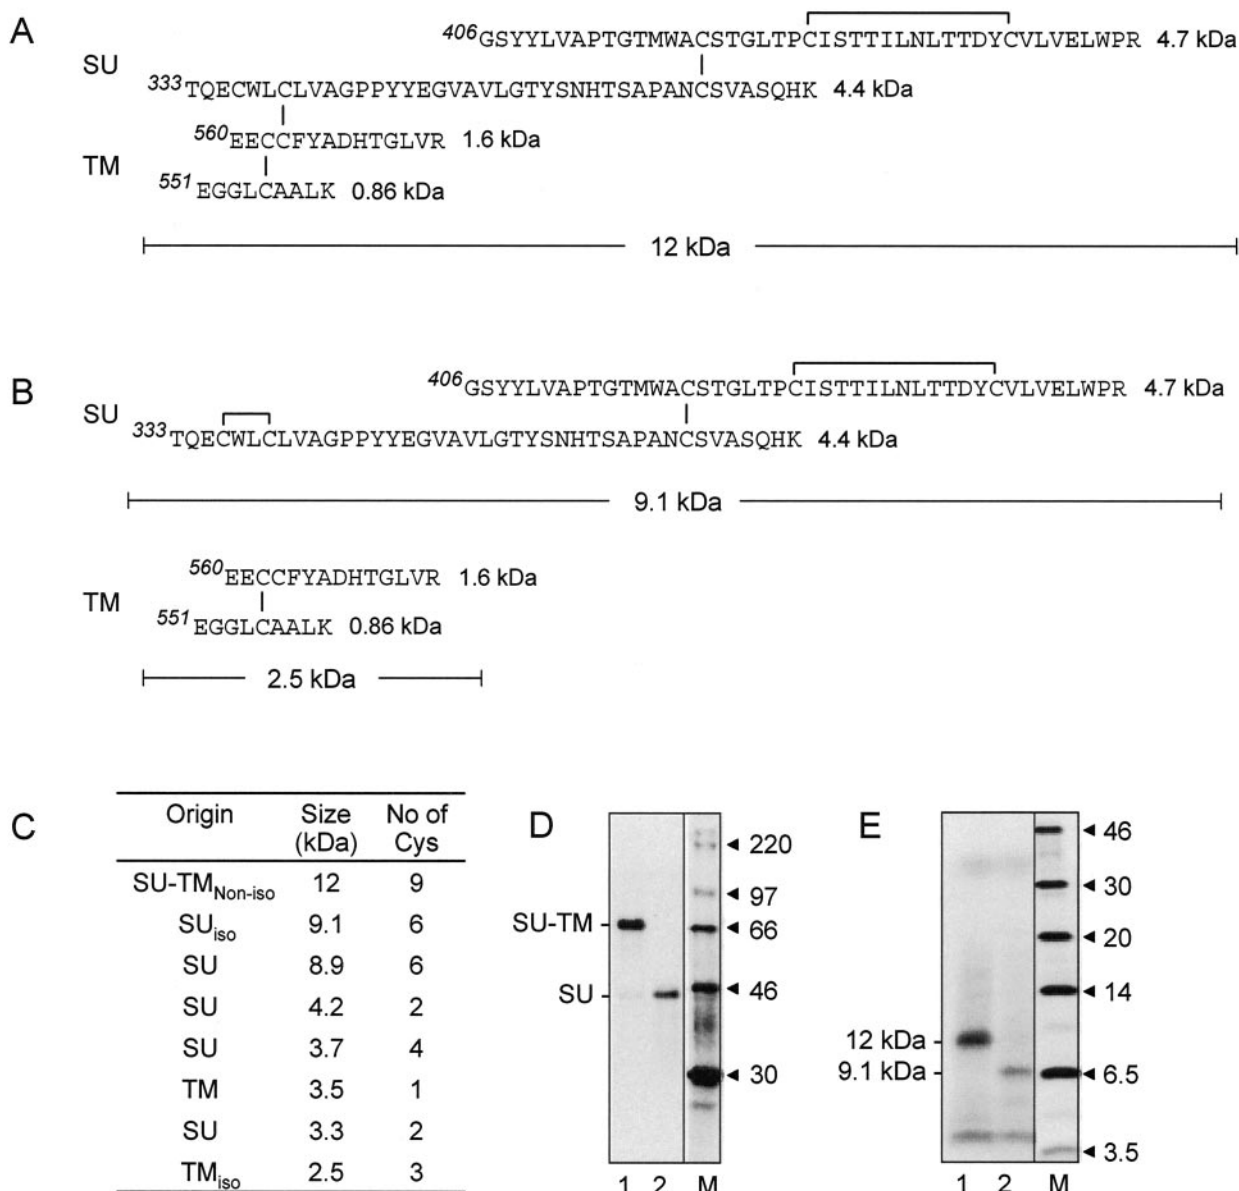 A
SU
406GSYYLVAPTGTMWACSTGLTPCISTTILNLTTDYCVLVELWPR 4.7 kDa
333TQECWLCLVAGPPYYEGVAVLGTYSNHTSAPANCSVASQHK 4.4 kDa
TM
560EECCFYADHTGLVR 1.6 kDa
551EGGLCAALK 0.86 kDa
12 kDa
B
SU
406GSYYLVAPTGTMWACSTGLTPCISTTILNLTTDYCVLVELWPR 4.7 kDa
333TQECWLCLVAGPPYYEGVAVLGTYSNHTSAPANCSVASQHK 4.4 kDa
9.1 kDa
TM
560EECCFYADHTGLVR 1.6 kDa
551EGGLCAALK 0.86 kDa
2.5 kDa
C
Origin Size (kDa) No of Cys
SU-TMNon-iso 12 9
SUiso 9.1 6
SU 8.9 6
SU 4.2 2
SU 3.7 4
TM 3.5 1
SU 3.3 2
TMiso 2.5 3
D
SU-TM
SU
220
97
66
46
30
1 2 M
E
12 kDa
9.1 kDa
46
30
20
14
6.5
3.5
1 2 M